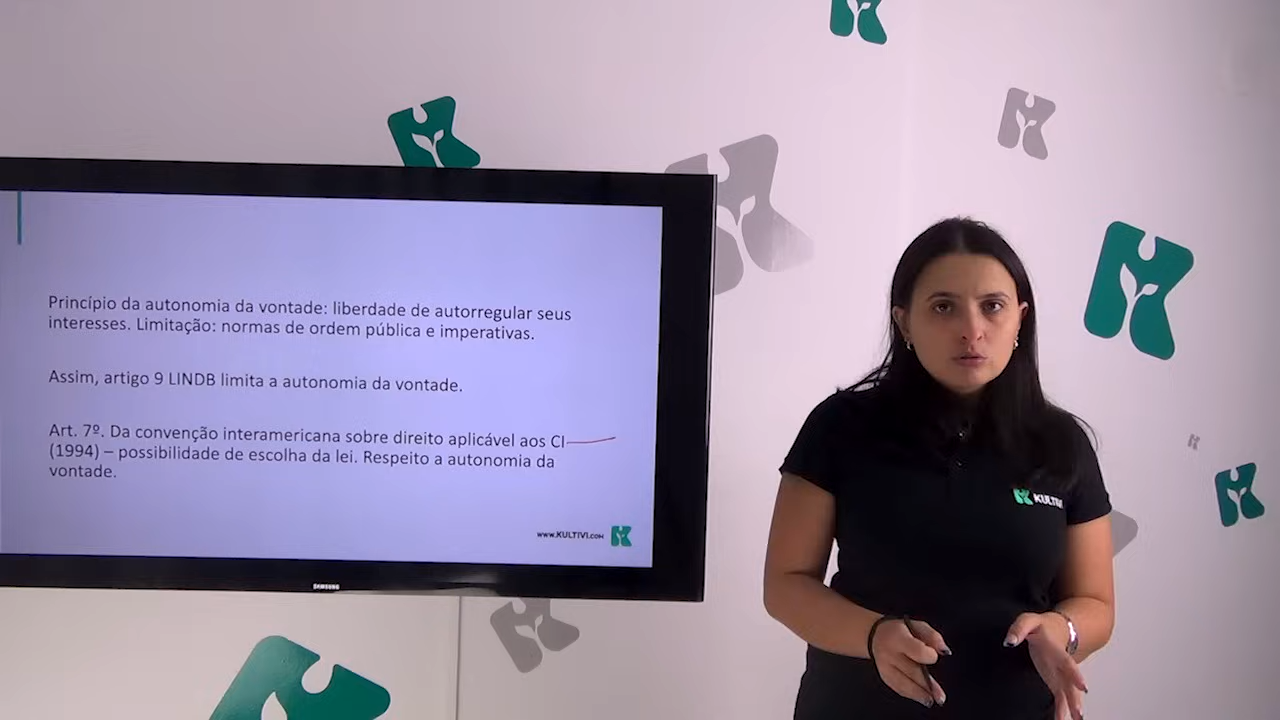 Princípio da autonomia da vontade: liberdade de autorregular seus
interesses. Limitação: normas de ordem pública e imperativas.
Assim, artigo 9 LINDB limita a autonomia da vontade.
Art. 7º. Da convenção interamericana sobre direito aplicável aos CI
(1994) – possibilidade de escolha da lei. Respeito a autonomia da
vontade.
www.KULTIVI.COM
SAMSUNG
KULTIVI